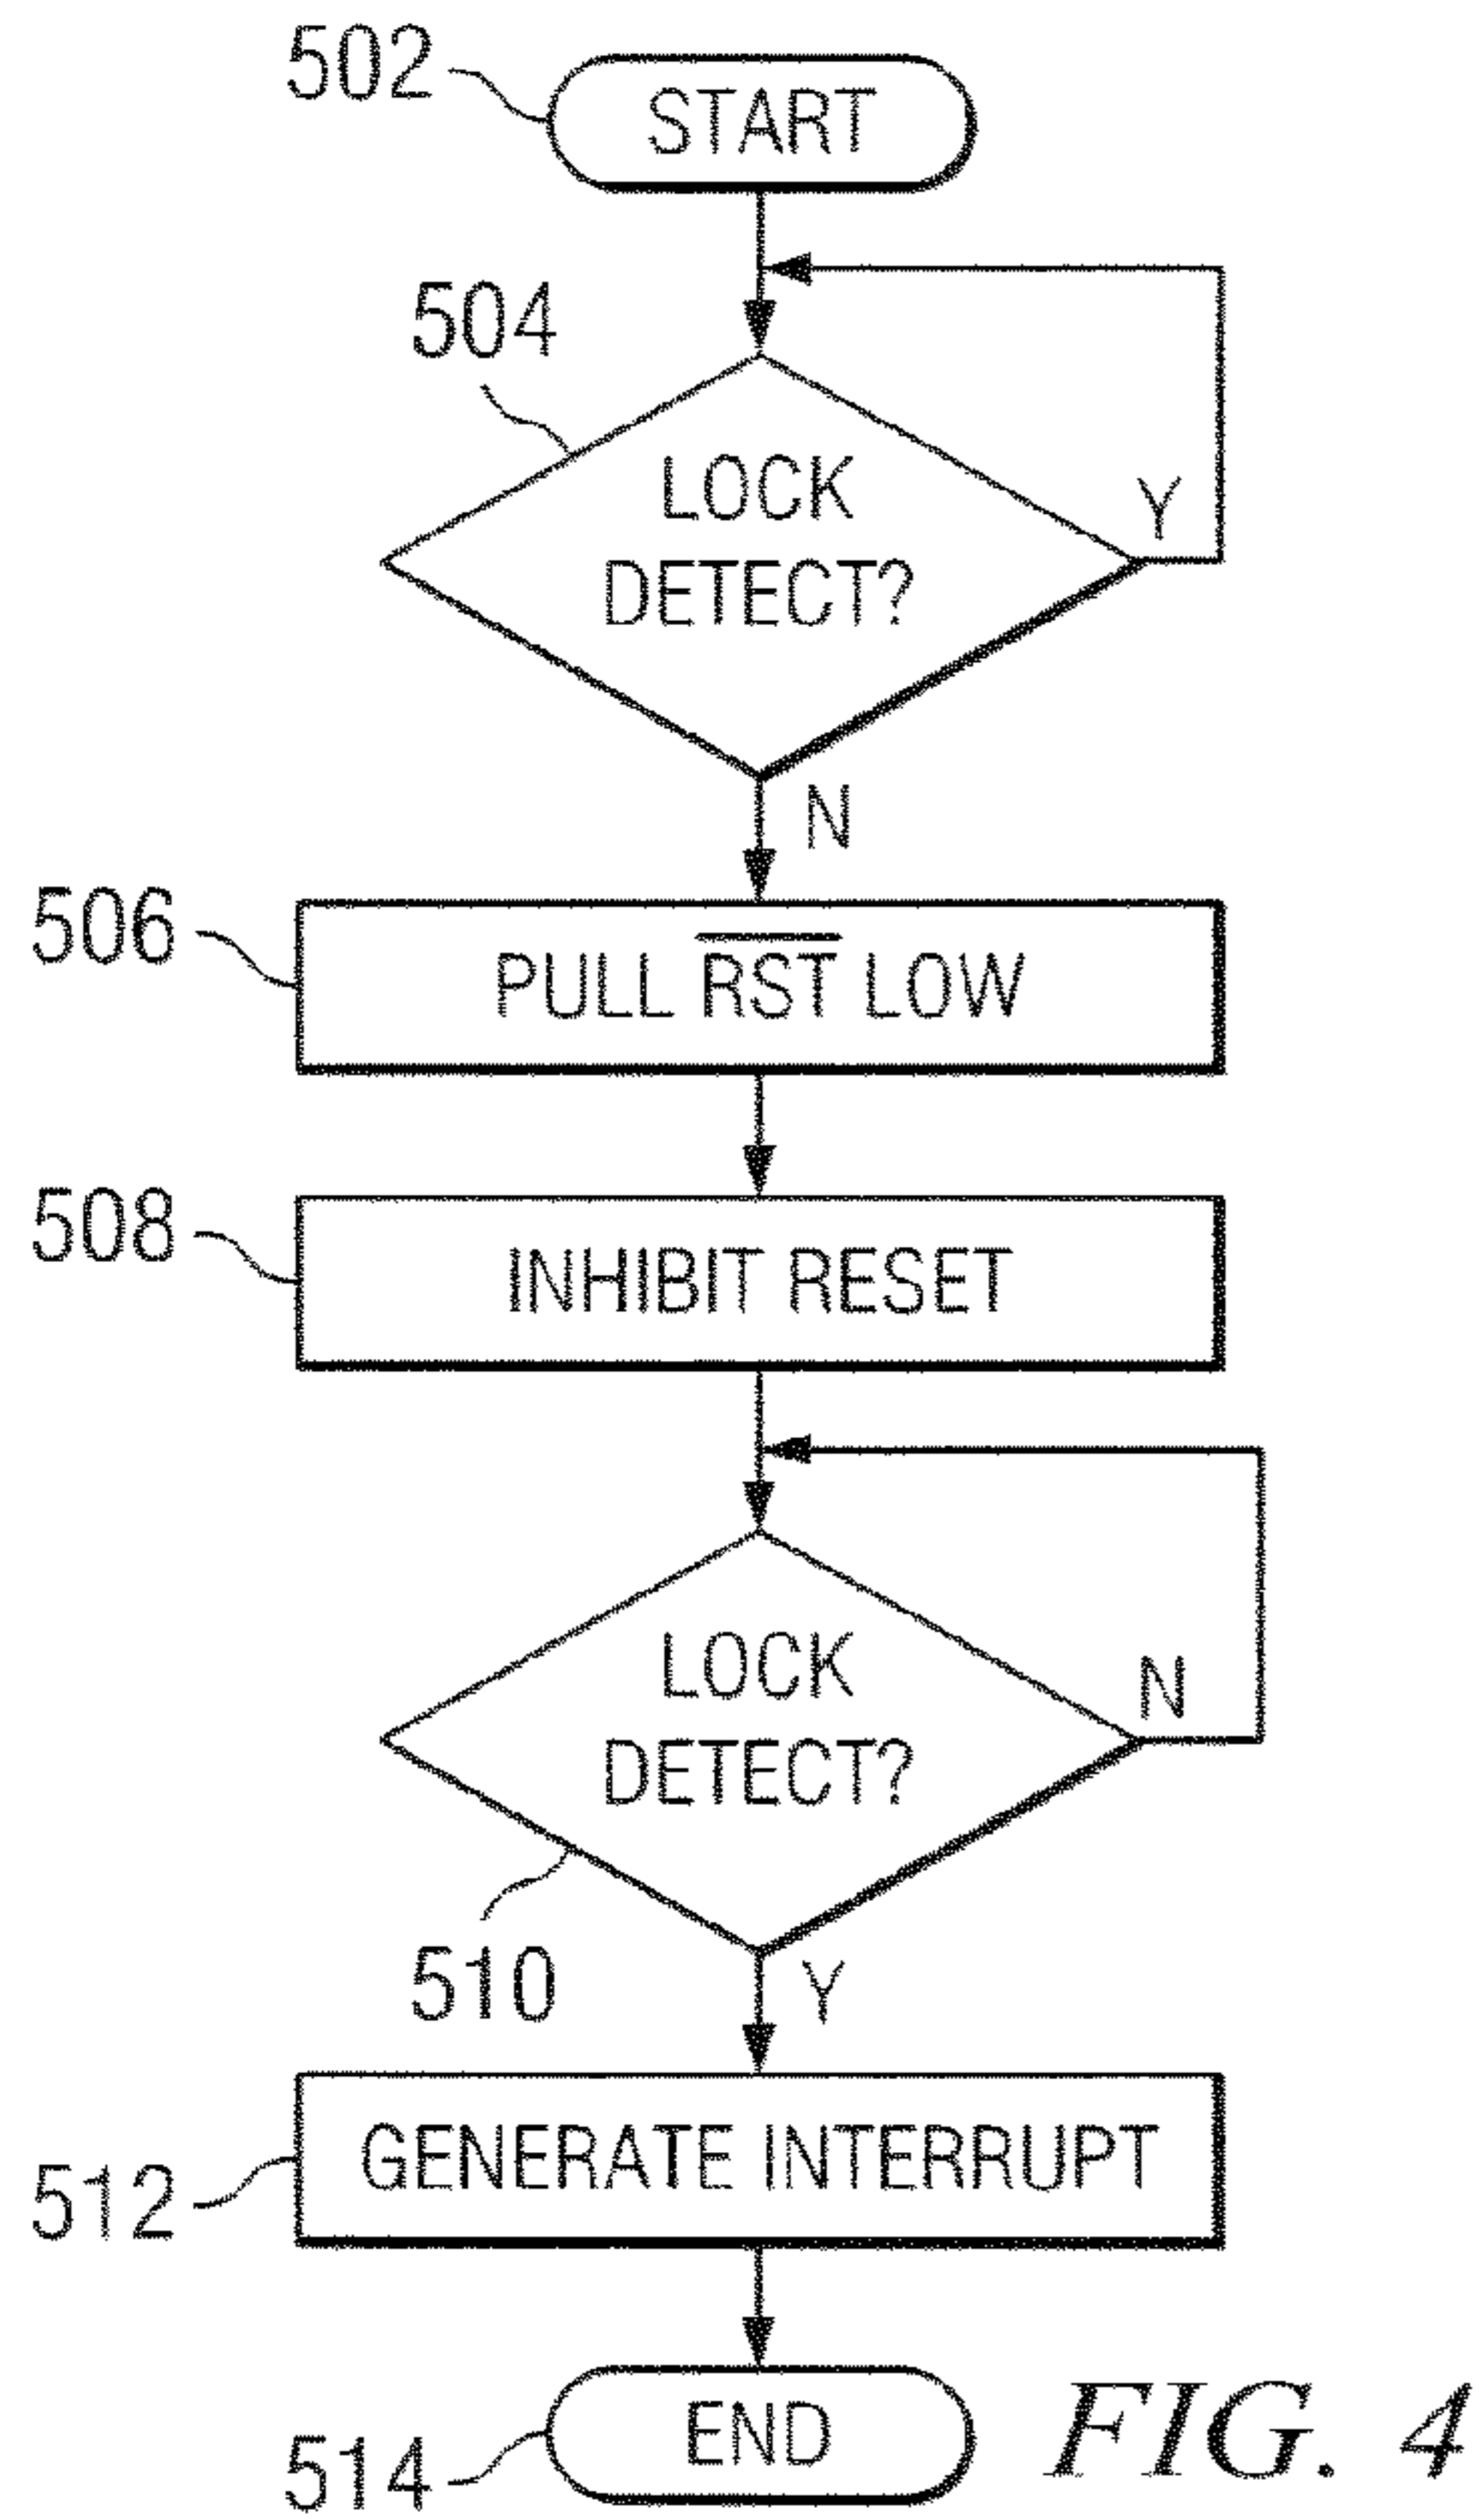 502
START
504
LOCK
DETECT?
Y
N
506
PULL R̅S̅T̅ LOW
508
INHIBIT RESET
LOCK
DETECT?
N
510
Y
GENERATE INTERRUPT
512
END
514
FIG. 4